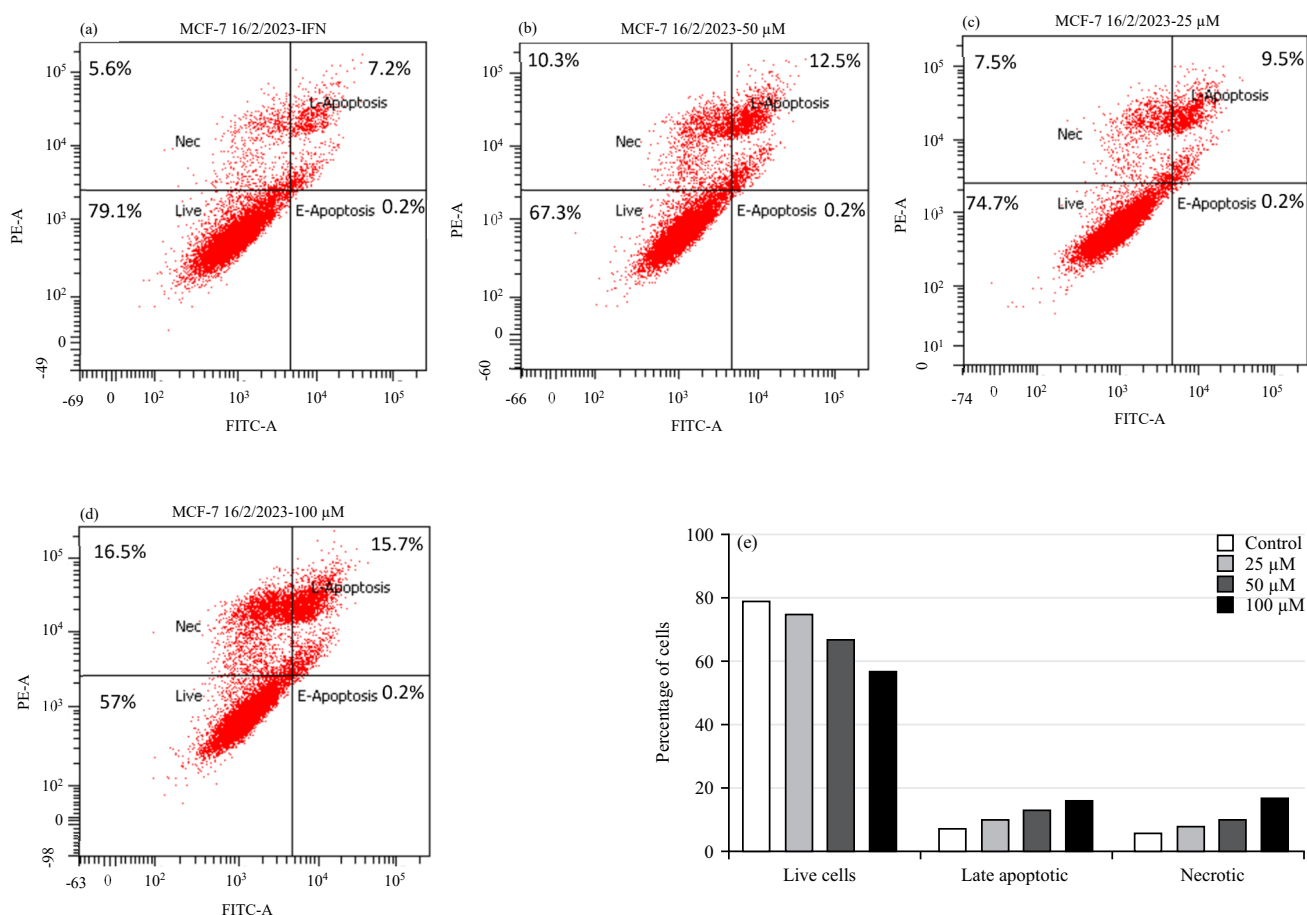 (a)
MCF-7 16/2/2023-IFN
5.6%
7.2%
L-Apoptosis
Nec
79.1%
Live
E-Apoptosis 0.2%
10⁵
10⁴
10³
10²
0
-49
PE-A
-69 0 10² 10³ 10⁴ 10⁵
FITC-A
(b)
MCF-7 16/2/2023-50 µM
10.3%
12.5%
L-Apoptosis
Nec
67.3%
Live
E-Apoptosis 0.2%
10⁵
10⁴
10³
10²
0
-60
PE-A
-66 0 10² 10³ 10⁴ 10⁵
FITC-A
(c)
MCF-7 16/2/2023-25 µM
7.5%
9.5%
L-Apoptosis
Nec
74.7%
Live
E-Apoptosis 0.2%
10⁵
10⁴
10³
10²
10¹
0
PE-A
-74 0 10² 10³ 10⁴ 10⁵
FITC-A
(d)
MCF-7 16/2/2023-100 µM
16.5%
15.7%
L-Apoptosis
Nec
57%
Live
E-Apoptosis 0.2%
10⁵
10⁴
10³
10²
0
-98
PE-A
-63 0 10² 10³ 10⁴ 10⁵
FITC-A
(e)
Control
25 µM
50 µM
100 µM
100
80
60
40
20
0
Percentage of cells
Live cells Late apoptotic Necrotic